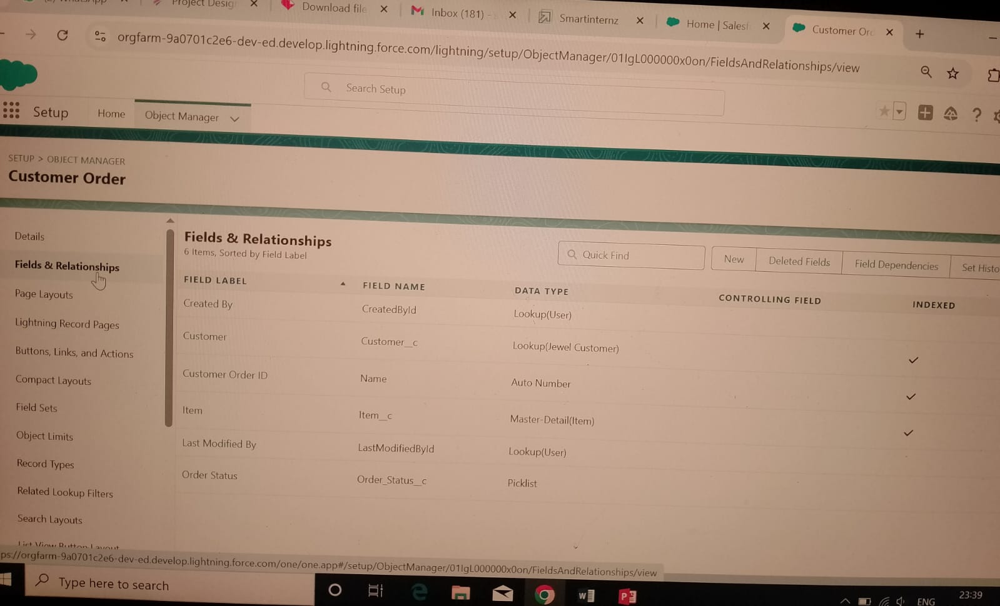 Project Desig
Download file
Inbox (181) -
Smartinternz
Home | Salesf
Customer Orc
orgfarm-9a0701c2e6-dev-ed.develop.lightning.force.com/lightning/setup/ObjectManager/01IgL000000x0on/FieldsAndRelationships/view
Search Setup
Setup
Home
Object Manager
SETUP > OBJECT MANAGER
Customer Order
Details
Fields & Relationships
Page Layouts
Lightning Record Pages
Buttons, Links, and Actions
Compact Layouts
Field Sets
Object Limits
Record Types
Related Lookup Filters
Search Layouts
List View Button Layout
Fields & Relationships
6 Items, Sorted by Field Label
Quick Find
New
Deleted Fields
Field Dependencies
Set Histo
FIELD LABEL FIELD NAME DATA TYPE CONTROLLING FIELD INDEXED
Created By CreatedById Lookup(User)
Customer Customer__c Lookup(Jewel Customer)
Customer Order ID Name Auto Number
Item Item__c Master-Detail(Item)
Last Modified By LastModifiedById Lookup(User)
Order Status Order_Status__c Picklist
ps://orgfarm-9a0701c2e6-dev-ed.develop.lightning.force.com/one/one.app#/setup/ObjectManager/01IgL000000x0on/FieldsAndRelationships/view
Type here to search
ENG
23:39